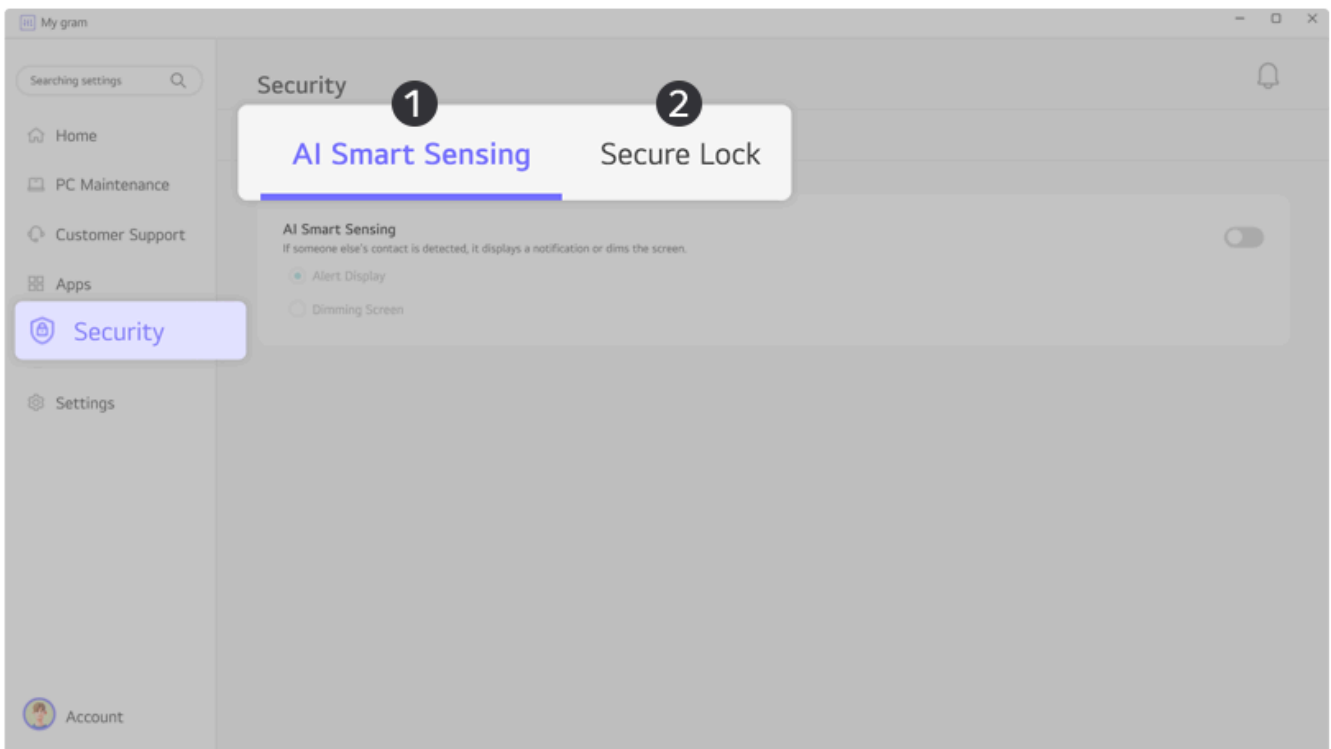 My gram
Searching settings
Home
PC Maintenance
Customer Support
Apps
Security
Settings
Account
Security
1
2
AI Smart Sensing
Secure Lock
AI Smart Sensing
If someone else's contact is detected, it displays a notification or dims the screen.
Alert Display
Dimming Screen